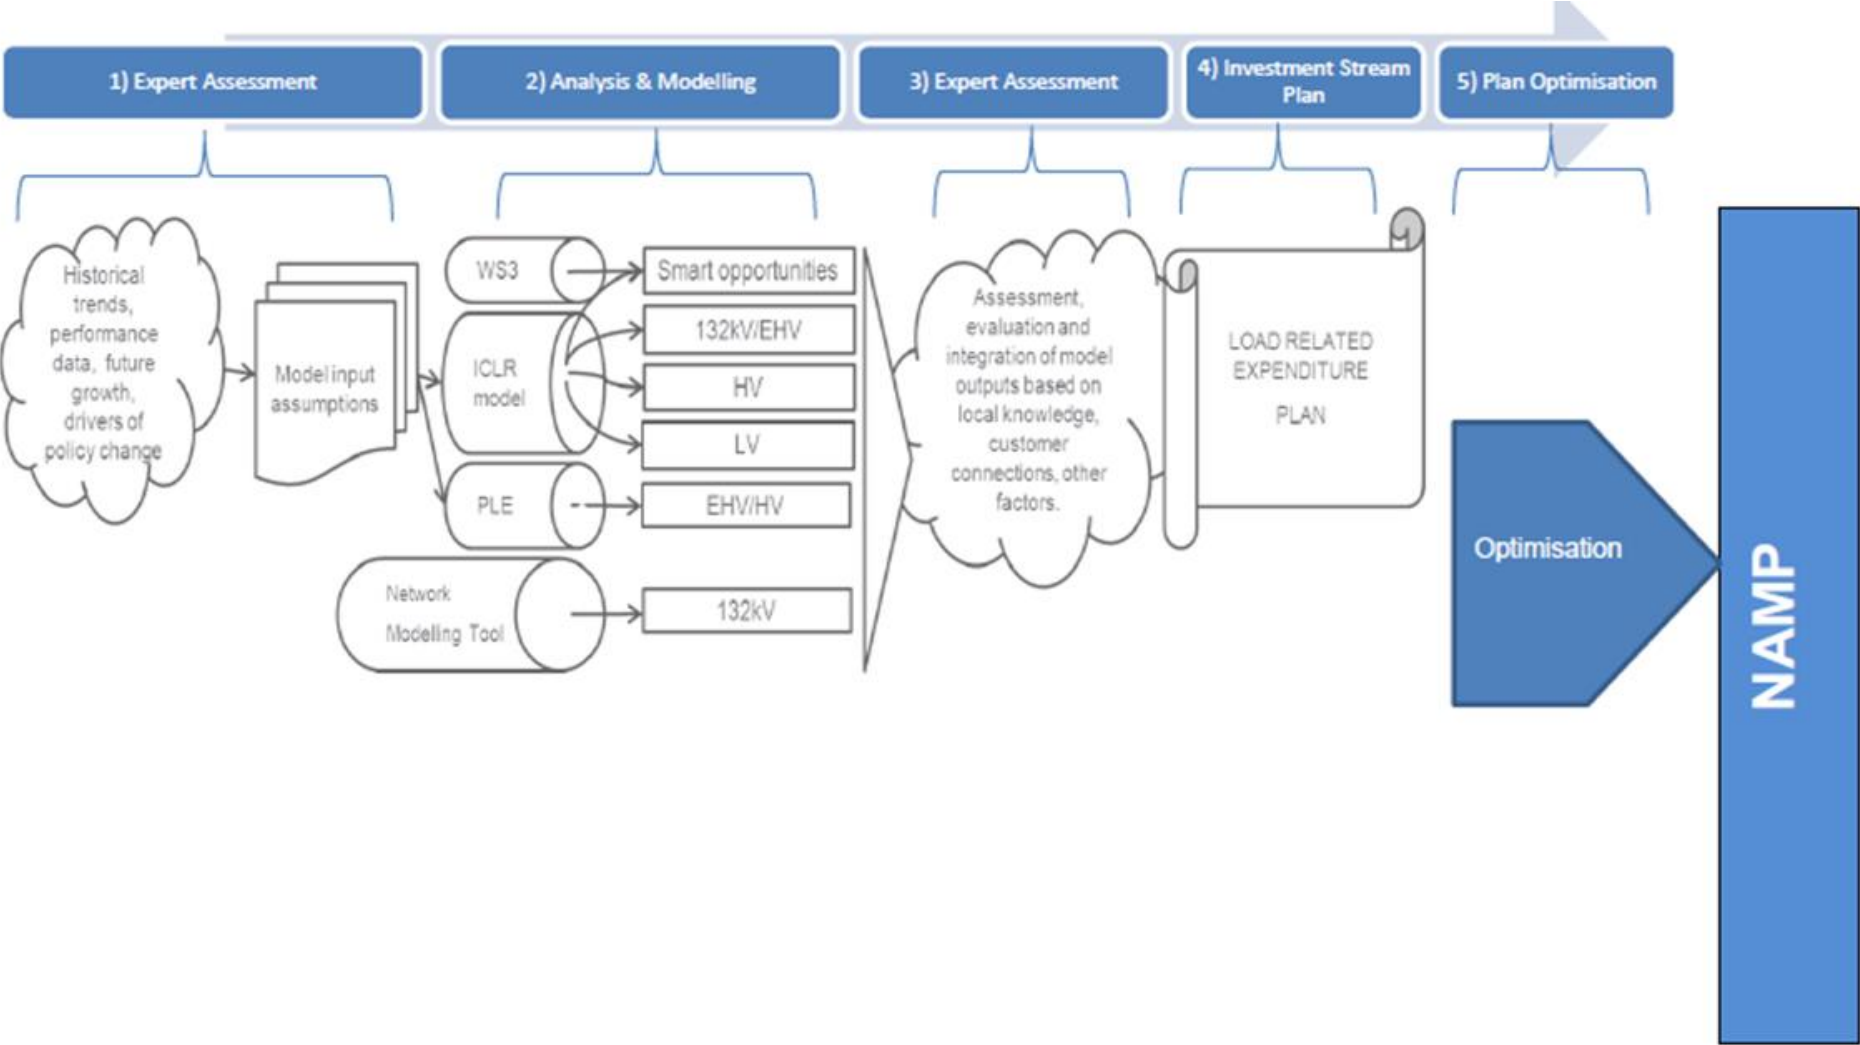 1) Expert Assessment
2) Analysis & Modelling
3) Expert Assessment
4) Investment Stream
Plan
5) Plan Optimisation
Historical
trends,
performance
data, future
growth,
drivers of
policy change
Model input
assumptions
WS3
ICLR
model
PLE
Network
Modelling Tool
Smart opportunities
132kV/EHV
HV
LV
EHV/HV
132kV
Assessment,
evaluation and
integration of model
outputs based on
local knowledge,
customer
connections, other
factors.
LOAD RELATED
EXPENDITURE
PLAN
Optimisation
NAMP